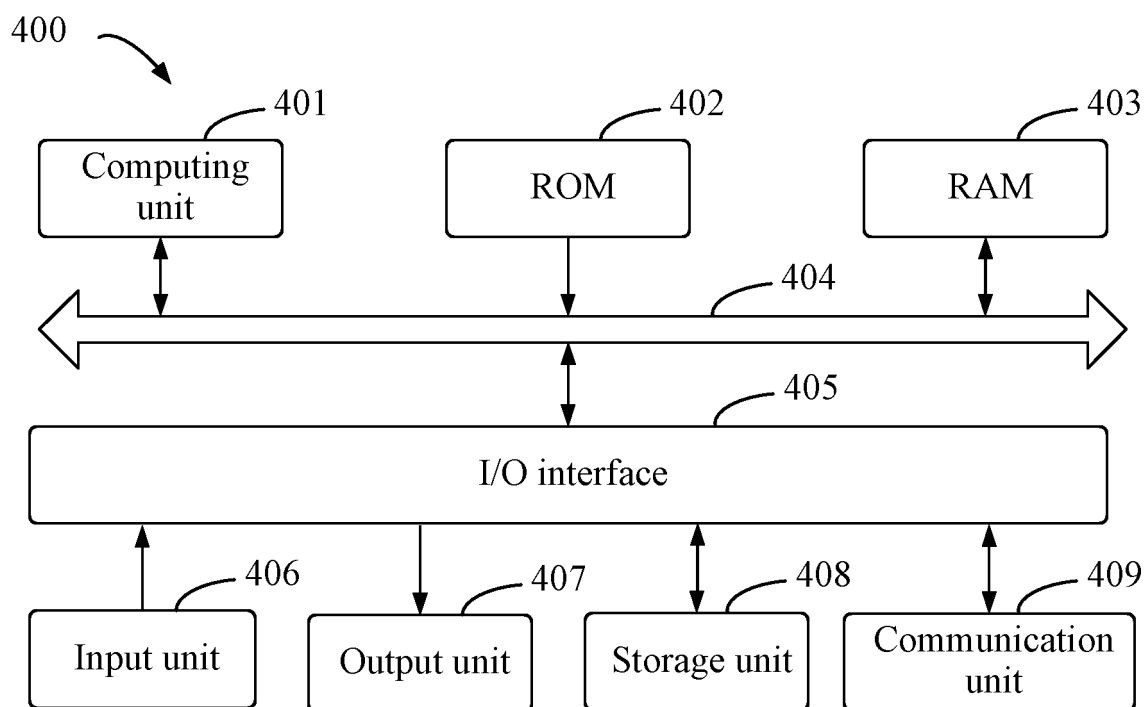 400
401
402
403
Computing
unit
ROM
RAM
404
405
I/O interface
406
407
408
409
Input unit
Output unit
Storage unit
Communication
unit